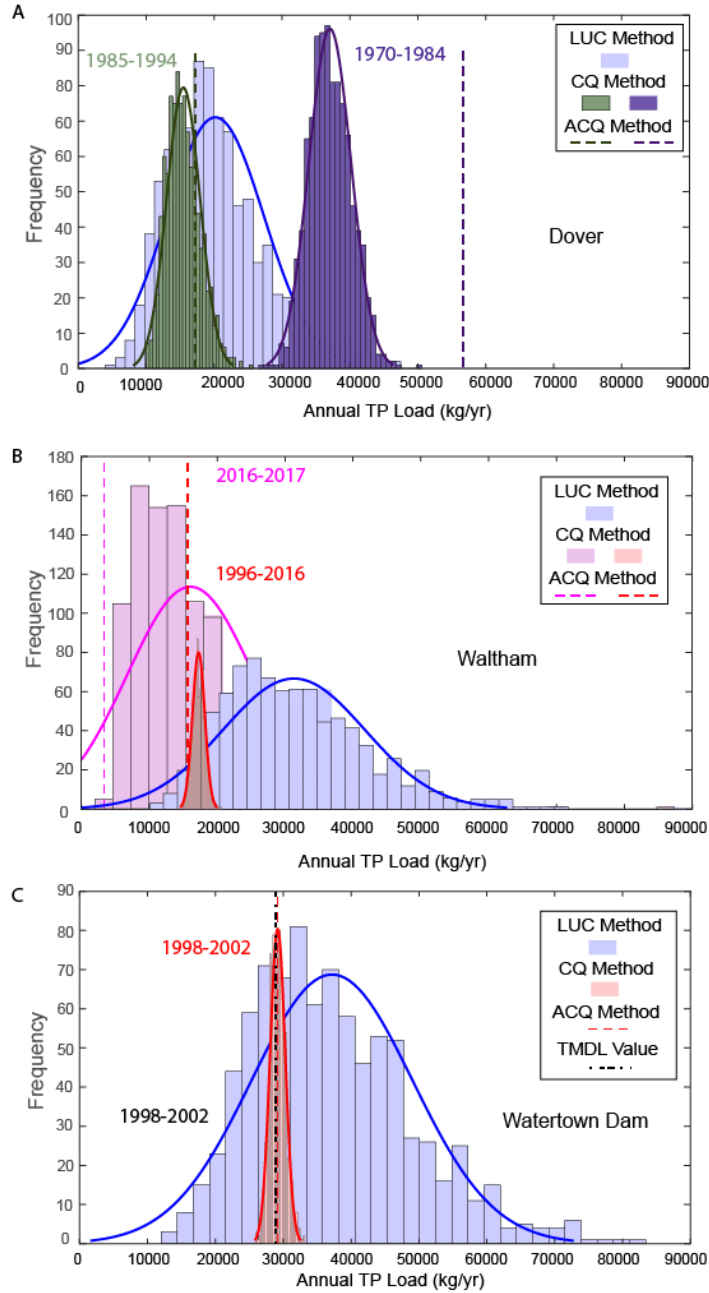 A
100
90
80
70
60
50
40
30
20
10
0
Frequency
1985-1994
1970-1984
LUC Method
CQ Method
ACQ Method
Dover
10000 20000 30000 40000 50000 60000 70000 80000 90000
Annual TP Load (kg/yr)
B
180
160
140
120
100
80
60
40
20
0
Frequency
2016-2017
1996-2016
LUC Method
CQ Method
ACQ Method
Waltham
0 10000 20000 30000 40000 50000 60000 70000 80000 90000
Annual TP Load (kg/yr)
C
90
80
70
60
50
40
30
20
10
0
Frequency
1998-2002
1998-2002
LUC Method
CQ Method
ACQ Method
TMDL Value
Watertown Dam
0 10000 20000 30000 40000 50000 60000 70000 80000 90000
Annual TP Load (kg/yr)